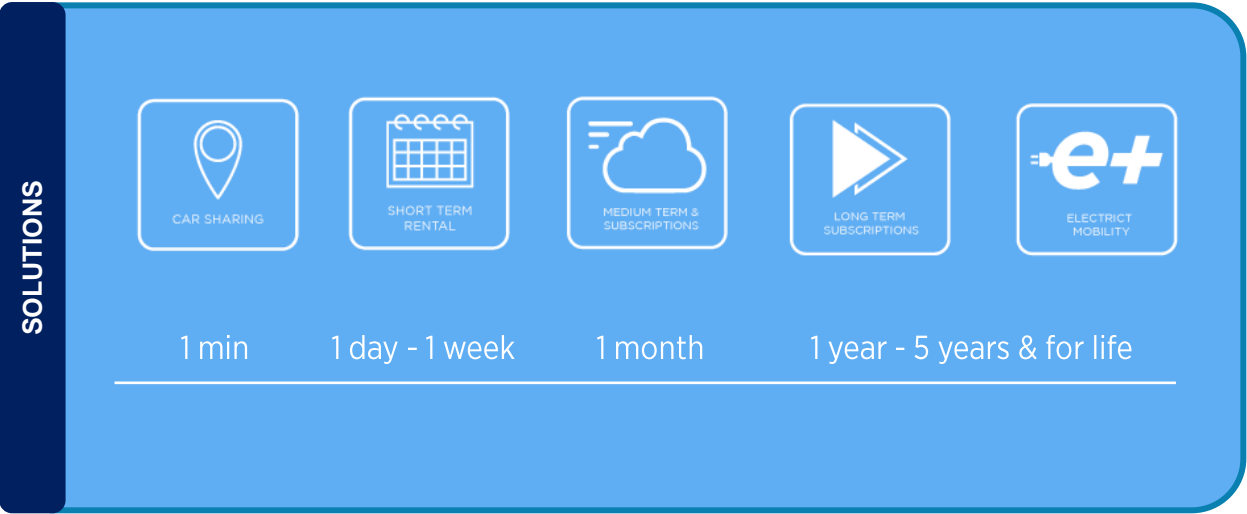 SOLUTIONS
CAR SHARING
SHORT TERM
RENTAL
MEDIUM TERM &
SUBSCRIPTIONS
LONG TERM
SUBSCRIPTIONS
e+
ELECTRICT
MOBILITY
1 min
1 day - 1 week
1 month
1 year - 5 years & for life